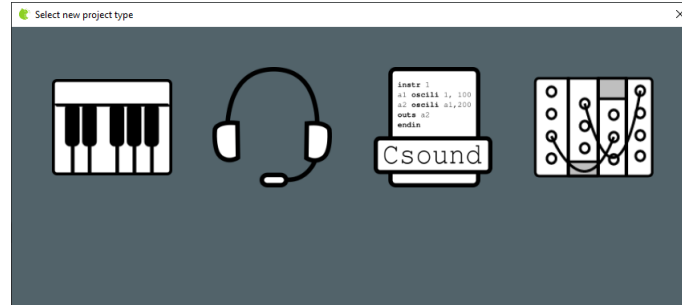 Select new project type
instr 1
a1 oscili 1, 100
a2 oscili a1,200
outs a2
endin
Csound